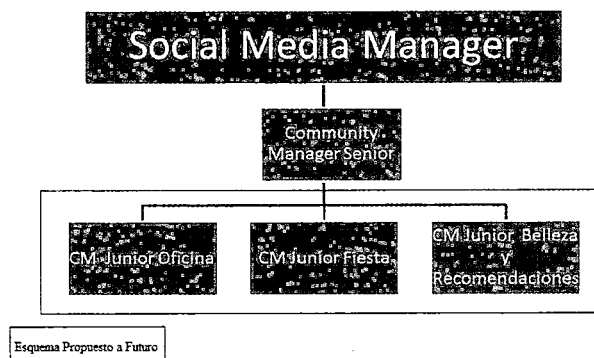 Social Media Manager
Community
Manager Senior
CM Junior Oficina
CM Junior Fiesta
CM Junior Belleza
y
Recomendaciones
Esquema Propuesto a Futuro